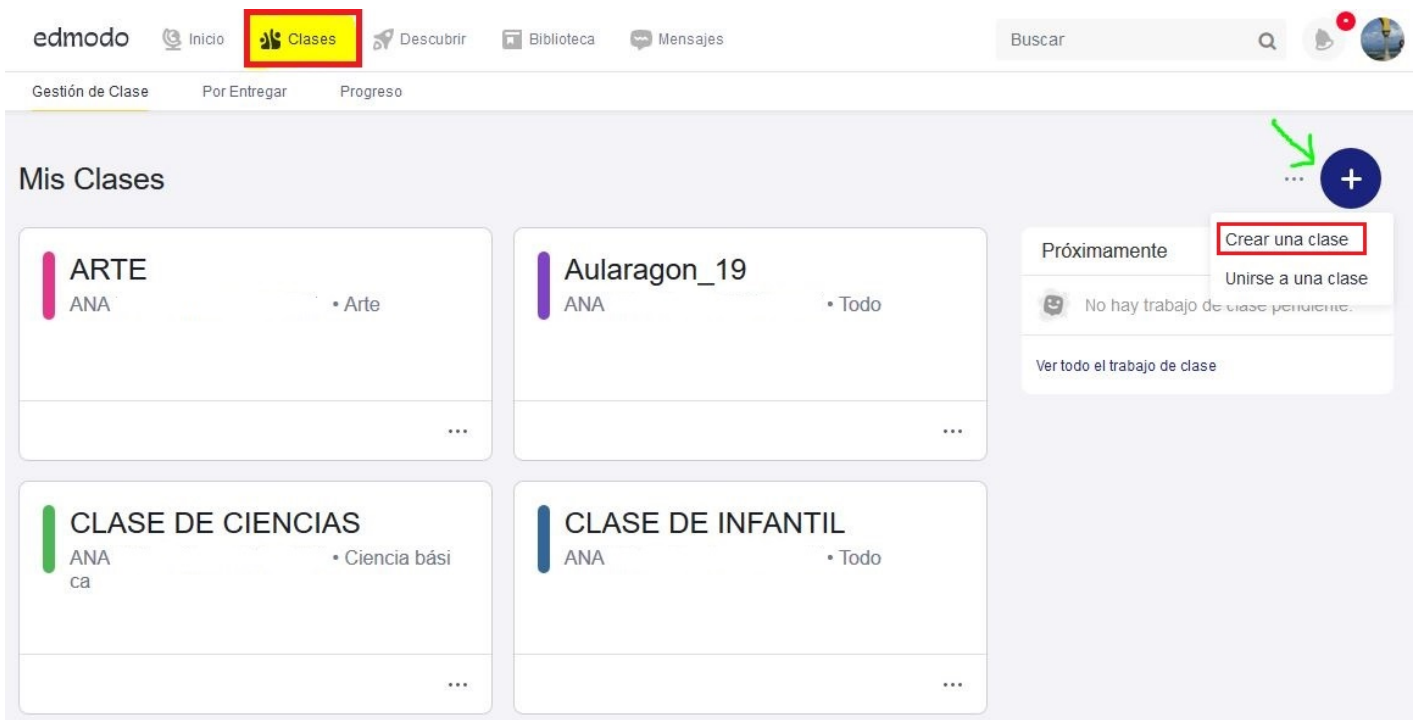 edmodo Inicio Clases Descubrir Biblioteca Mensajes Buscar
Gestión de Clase Por Entregar Progreso
Mis Clases
... +
Crear una clase
Unirse a una clase
ARTE
ANA • Arte
...
Aularagon_19
ANA • Todo
...
Próximamente
No hay trabajo de clase pendiente.
Ver todo el trabajo de clase
CLASE DE CIENCIAS
ANA • Ciencia bási
ca
...
CLASE DE INFANTIL
ANA • Todo
...